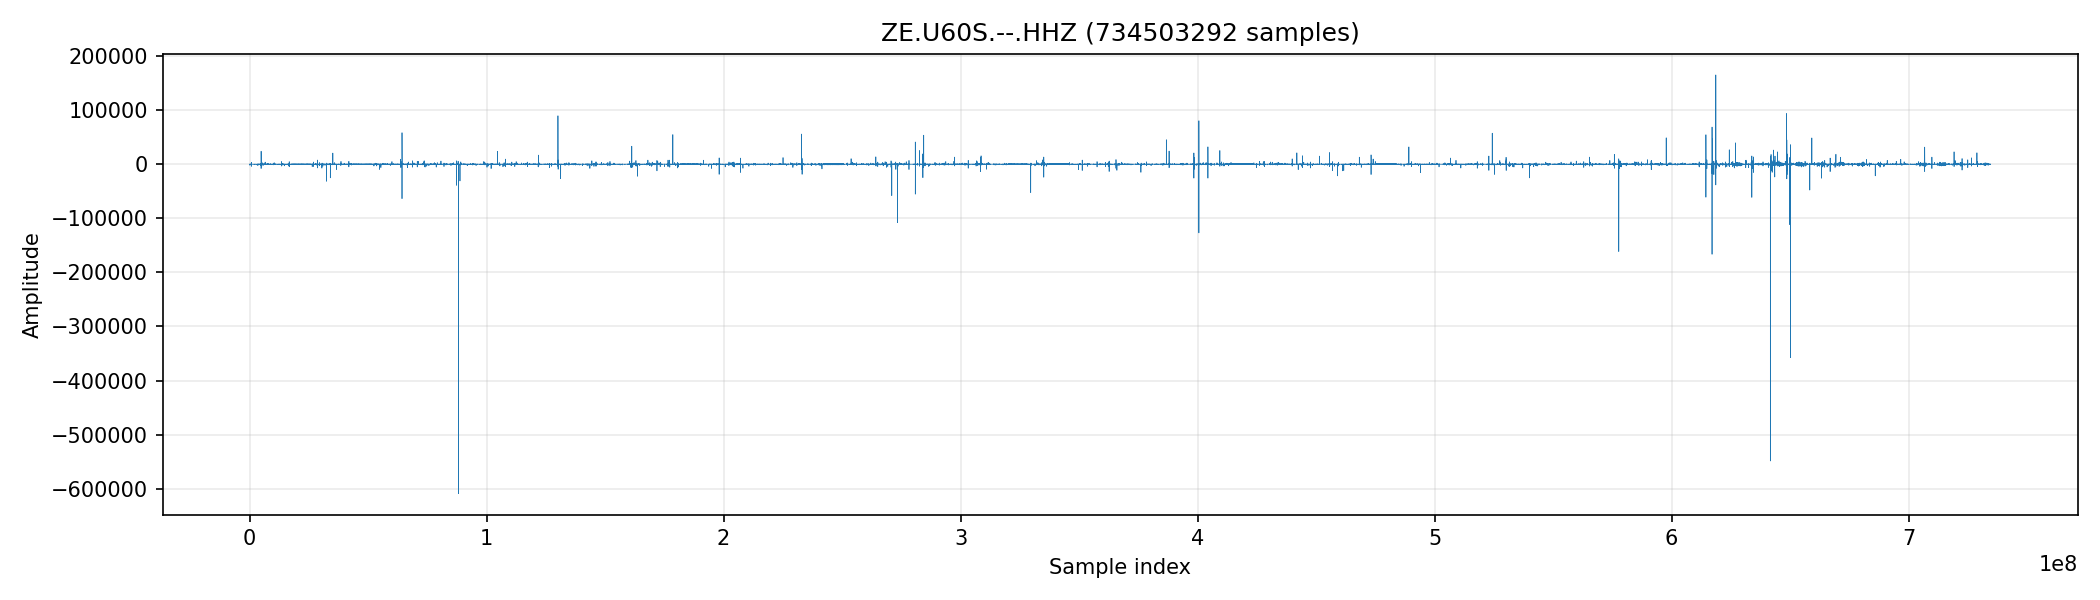 ZE.U60S.--.HHZ (734503292 samples)
200000
100000
0
−100000
−200000
−300000
−400000
−500000
−600000
Amplitude
0 1 2 3 4 5 6 7
1e8
Sample index